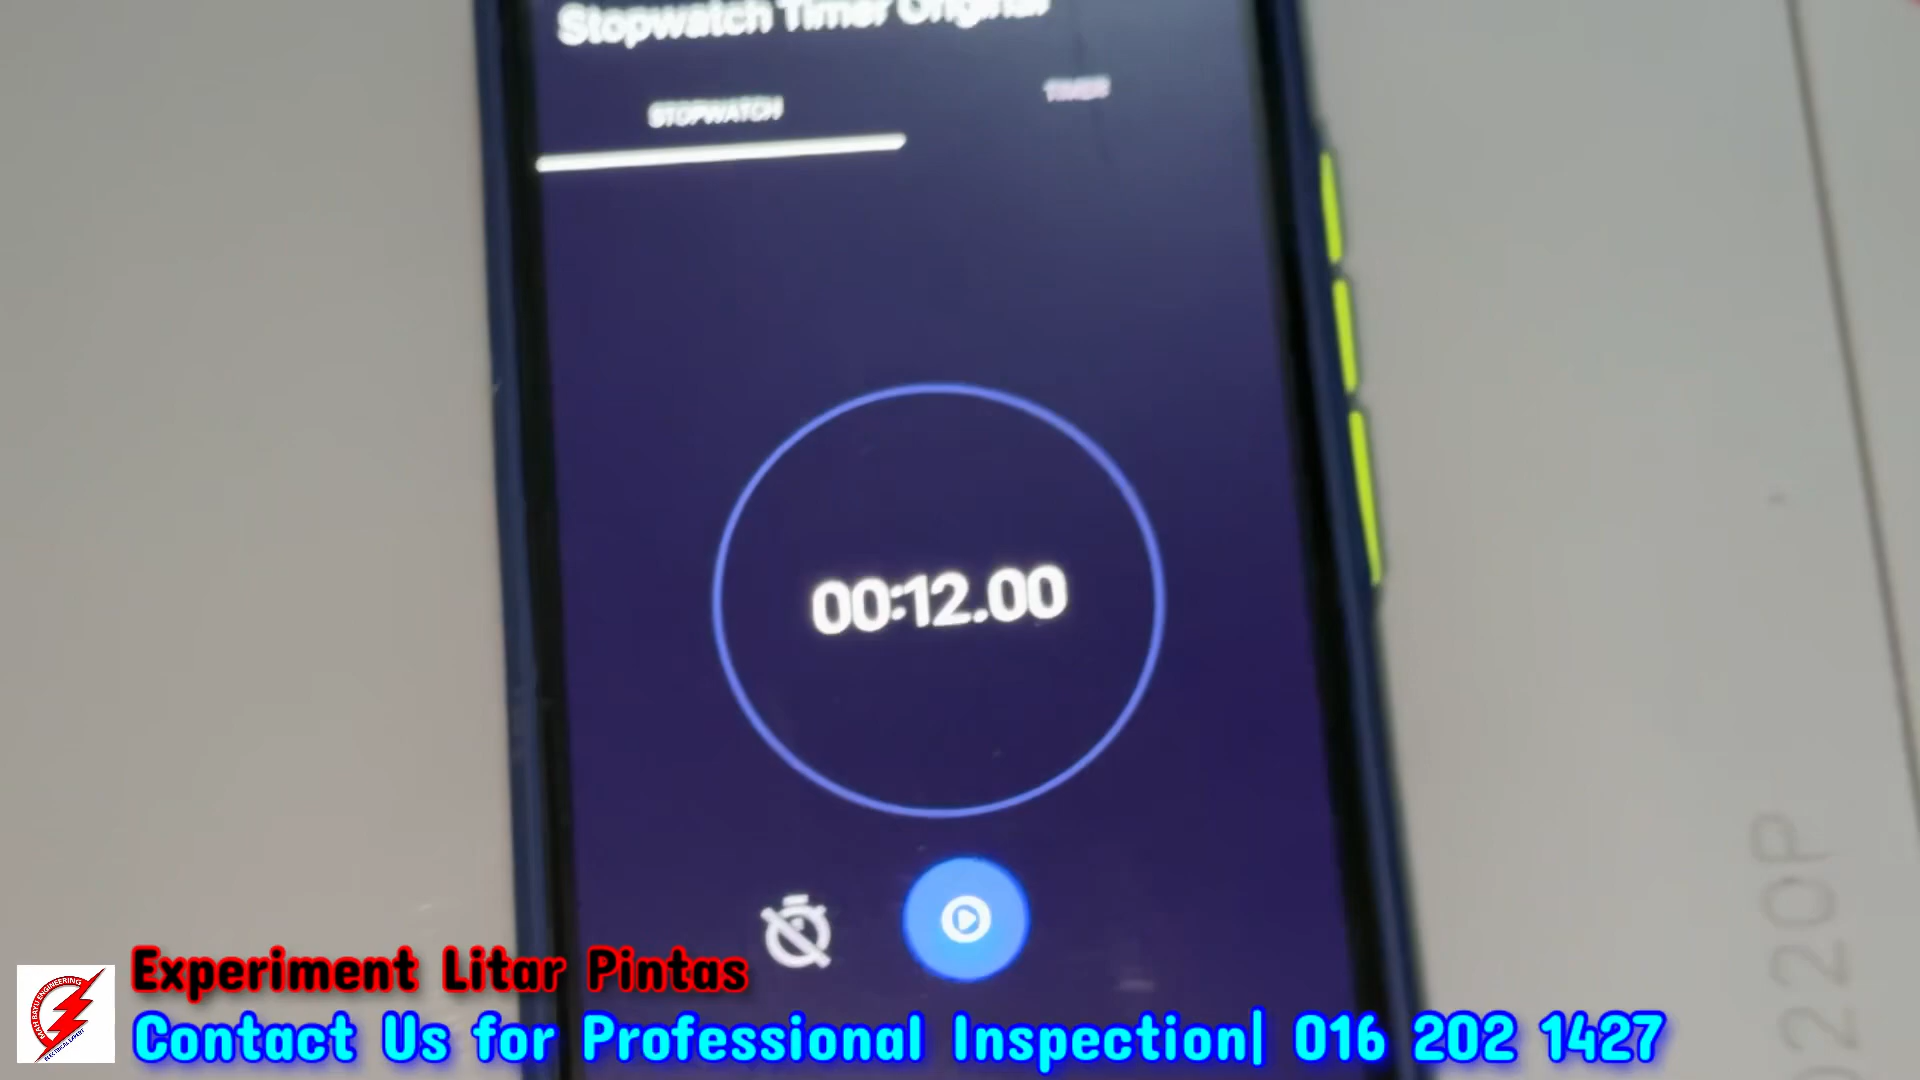 Stopwatch Timer Original
STOPWATCH
TIMER
00:12.00
Experiment Litar Pintas
Contact Us for Professional Inspection| 016 202 1427